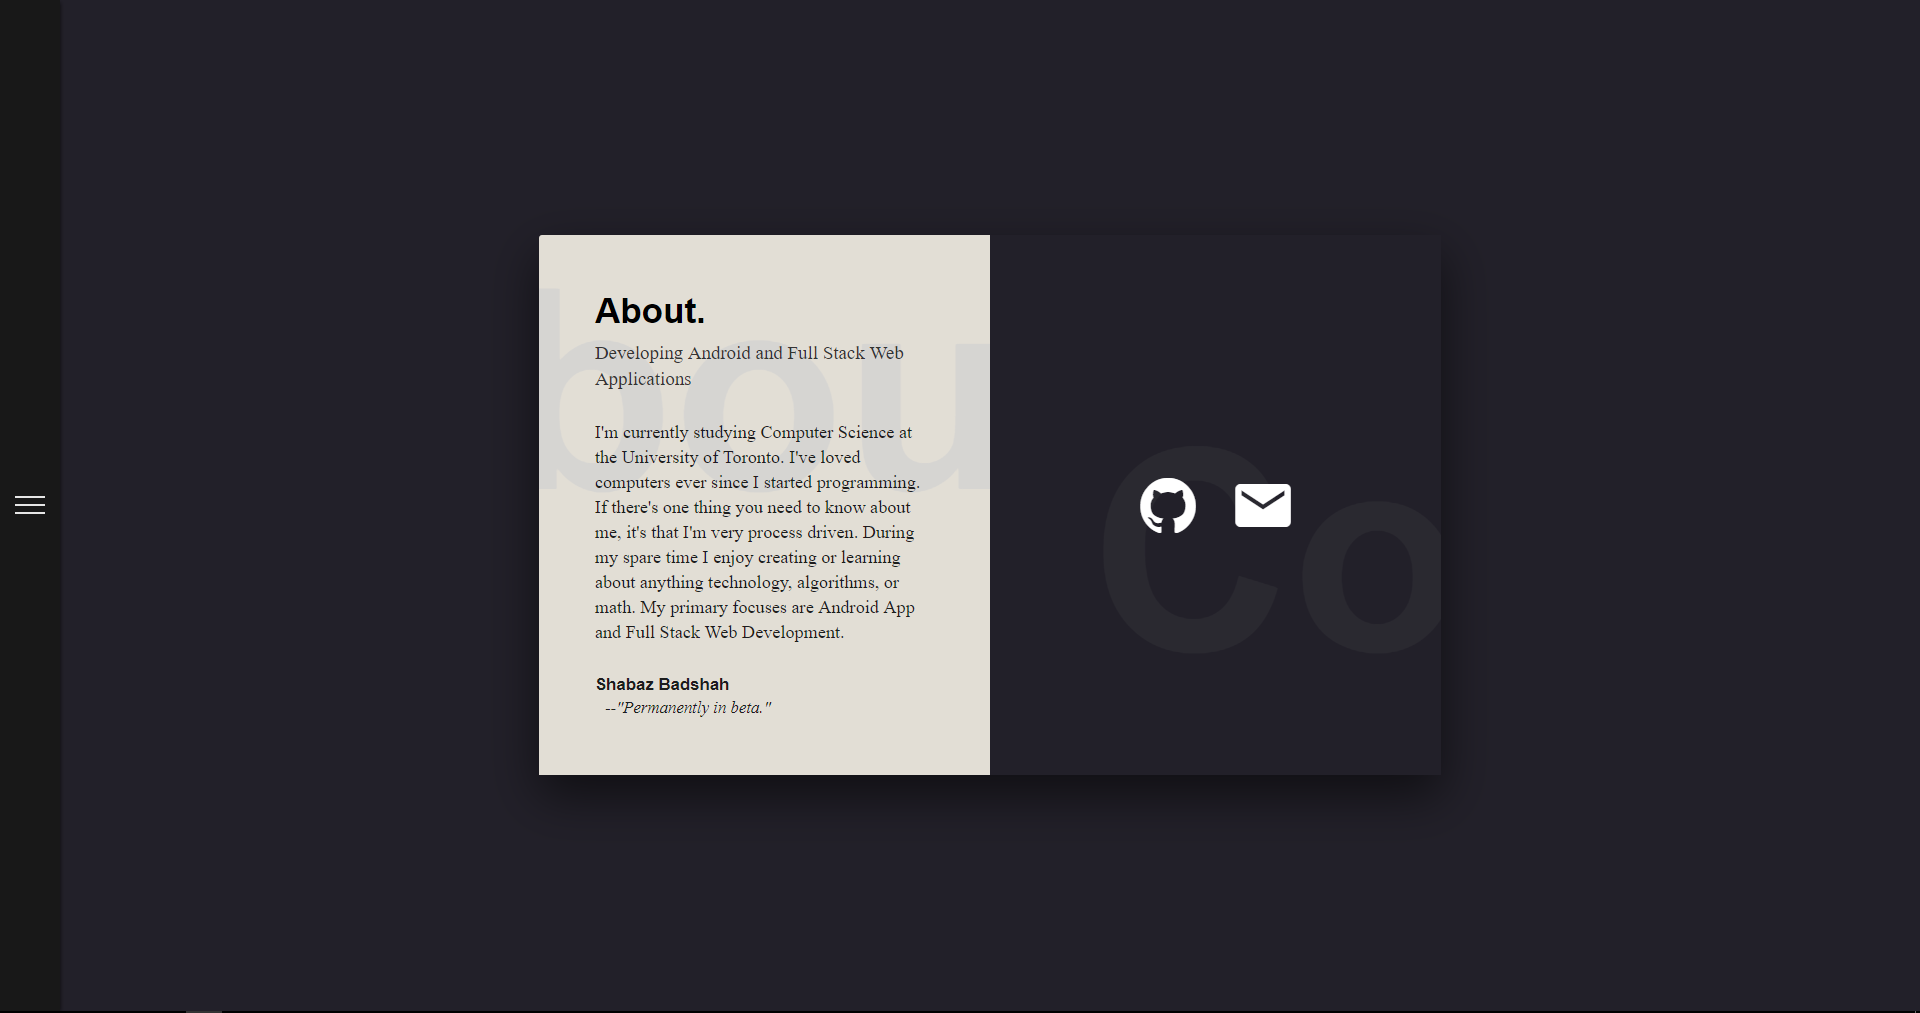 About.
bou
Developing Android and Full Stack Web
Applications
I'm currently studying Computer Science at
the University of Toronto. I've loved
computers ever since I started programming.
If there's one thing you need to know about
me, it's that I'm very process driven. During
my spare time I enjoy creating or learning
about anything technology, algorithms, or
math. My primary focuses are Android App
and Full Stack Web Development.
Shabaz Badshah
--"Permanently in beta."
Co